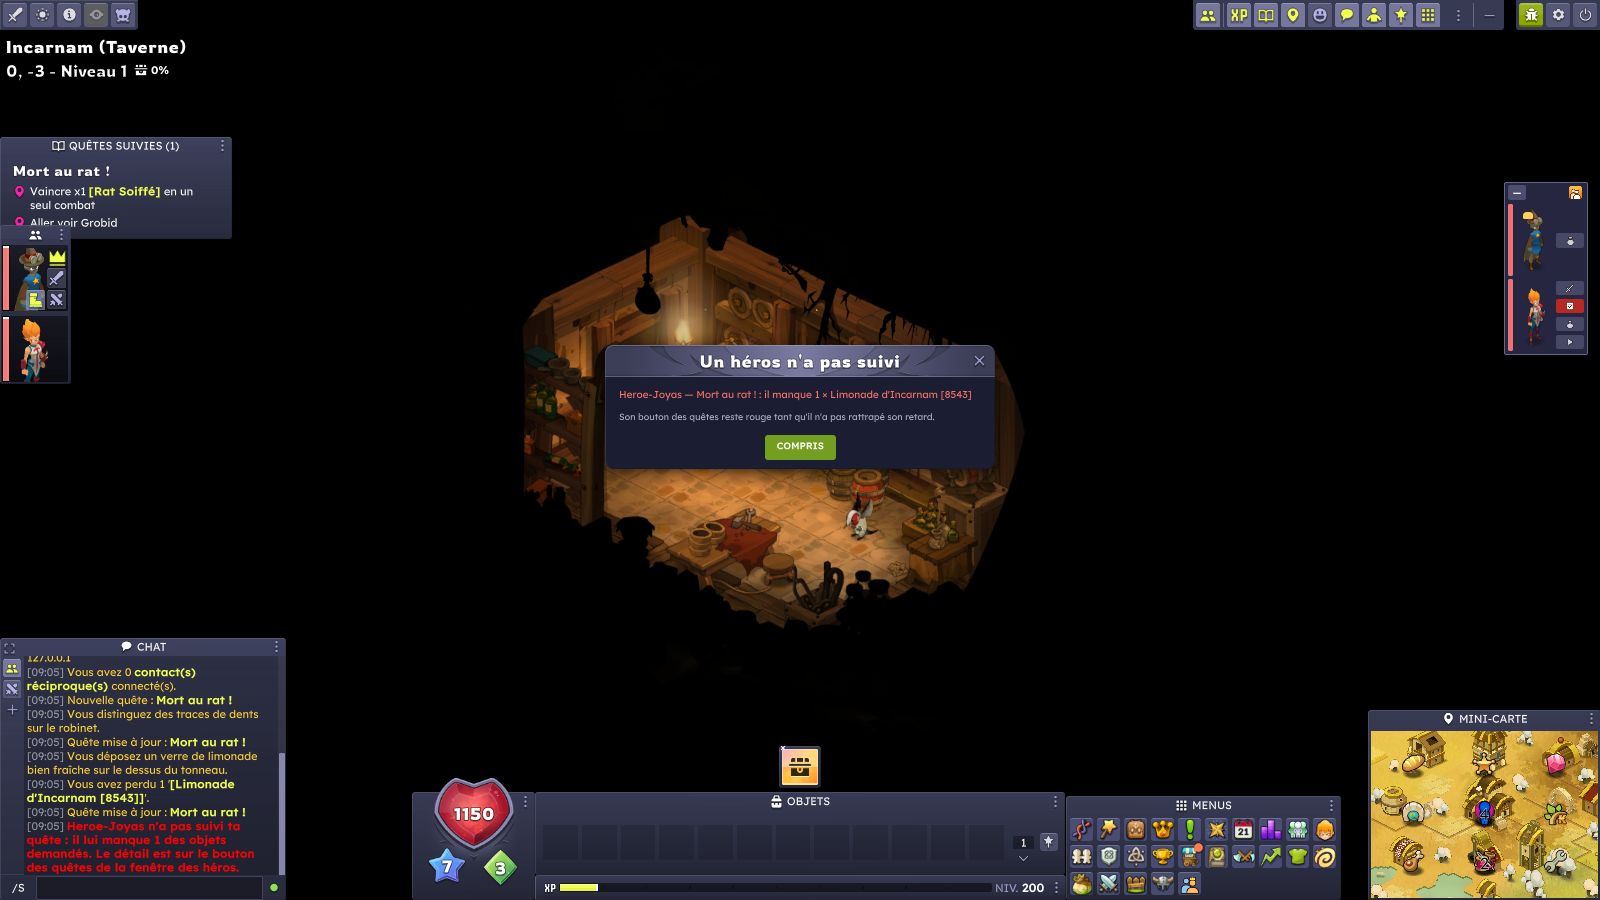 Incarnam (Taverne)
0, -3 - Niveau 1 0%
XP
QUÊTES SUIVIES (1)
Mort au rat !
Vaincre x1 [Rat Soiffé] en un
seul combat
Aller voir Grobid
Un héros n'a pas suivi
Heroe-Joyas — Mort au rat ! : il manque 1 × Limonade d'Incarnam [8543]
Son bouton des quêtes reste rouge tant qu'il n'a pas rattrapé son retard.
COMPRIS
CHAT
127.0.0.1
[09:05] Vous avez 0 contact(s)
réciproque(s) connecté(s).
[09:05] Nouvelle quête : Mort au rat !
[09:05] Vous distinguez des traces de dents
sur le robinet.
[09:05] Quête mise à jour : Mort au rat !
[09:05] Vous déposez un verre de limonade
bien fraîche sur le dessus du tonneau.
[09:05] Vous avez perdu 1 '[Limonade
d'Incarnam [8543]]'.
[09:05] Quête mise à jour : Mort au rat !
[09:05] Heroe-Joyas n'a pas suivi ta
quête : il lui manque 1 des objets
demandés. Le détail est sur le bouton
des quêtes de la fenêtre des héros.
/S
1150
7
3
OBJETS
1
XP
NIV. 200
MENUS
21
MINI-CARTE
4
2